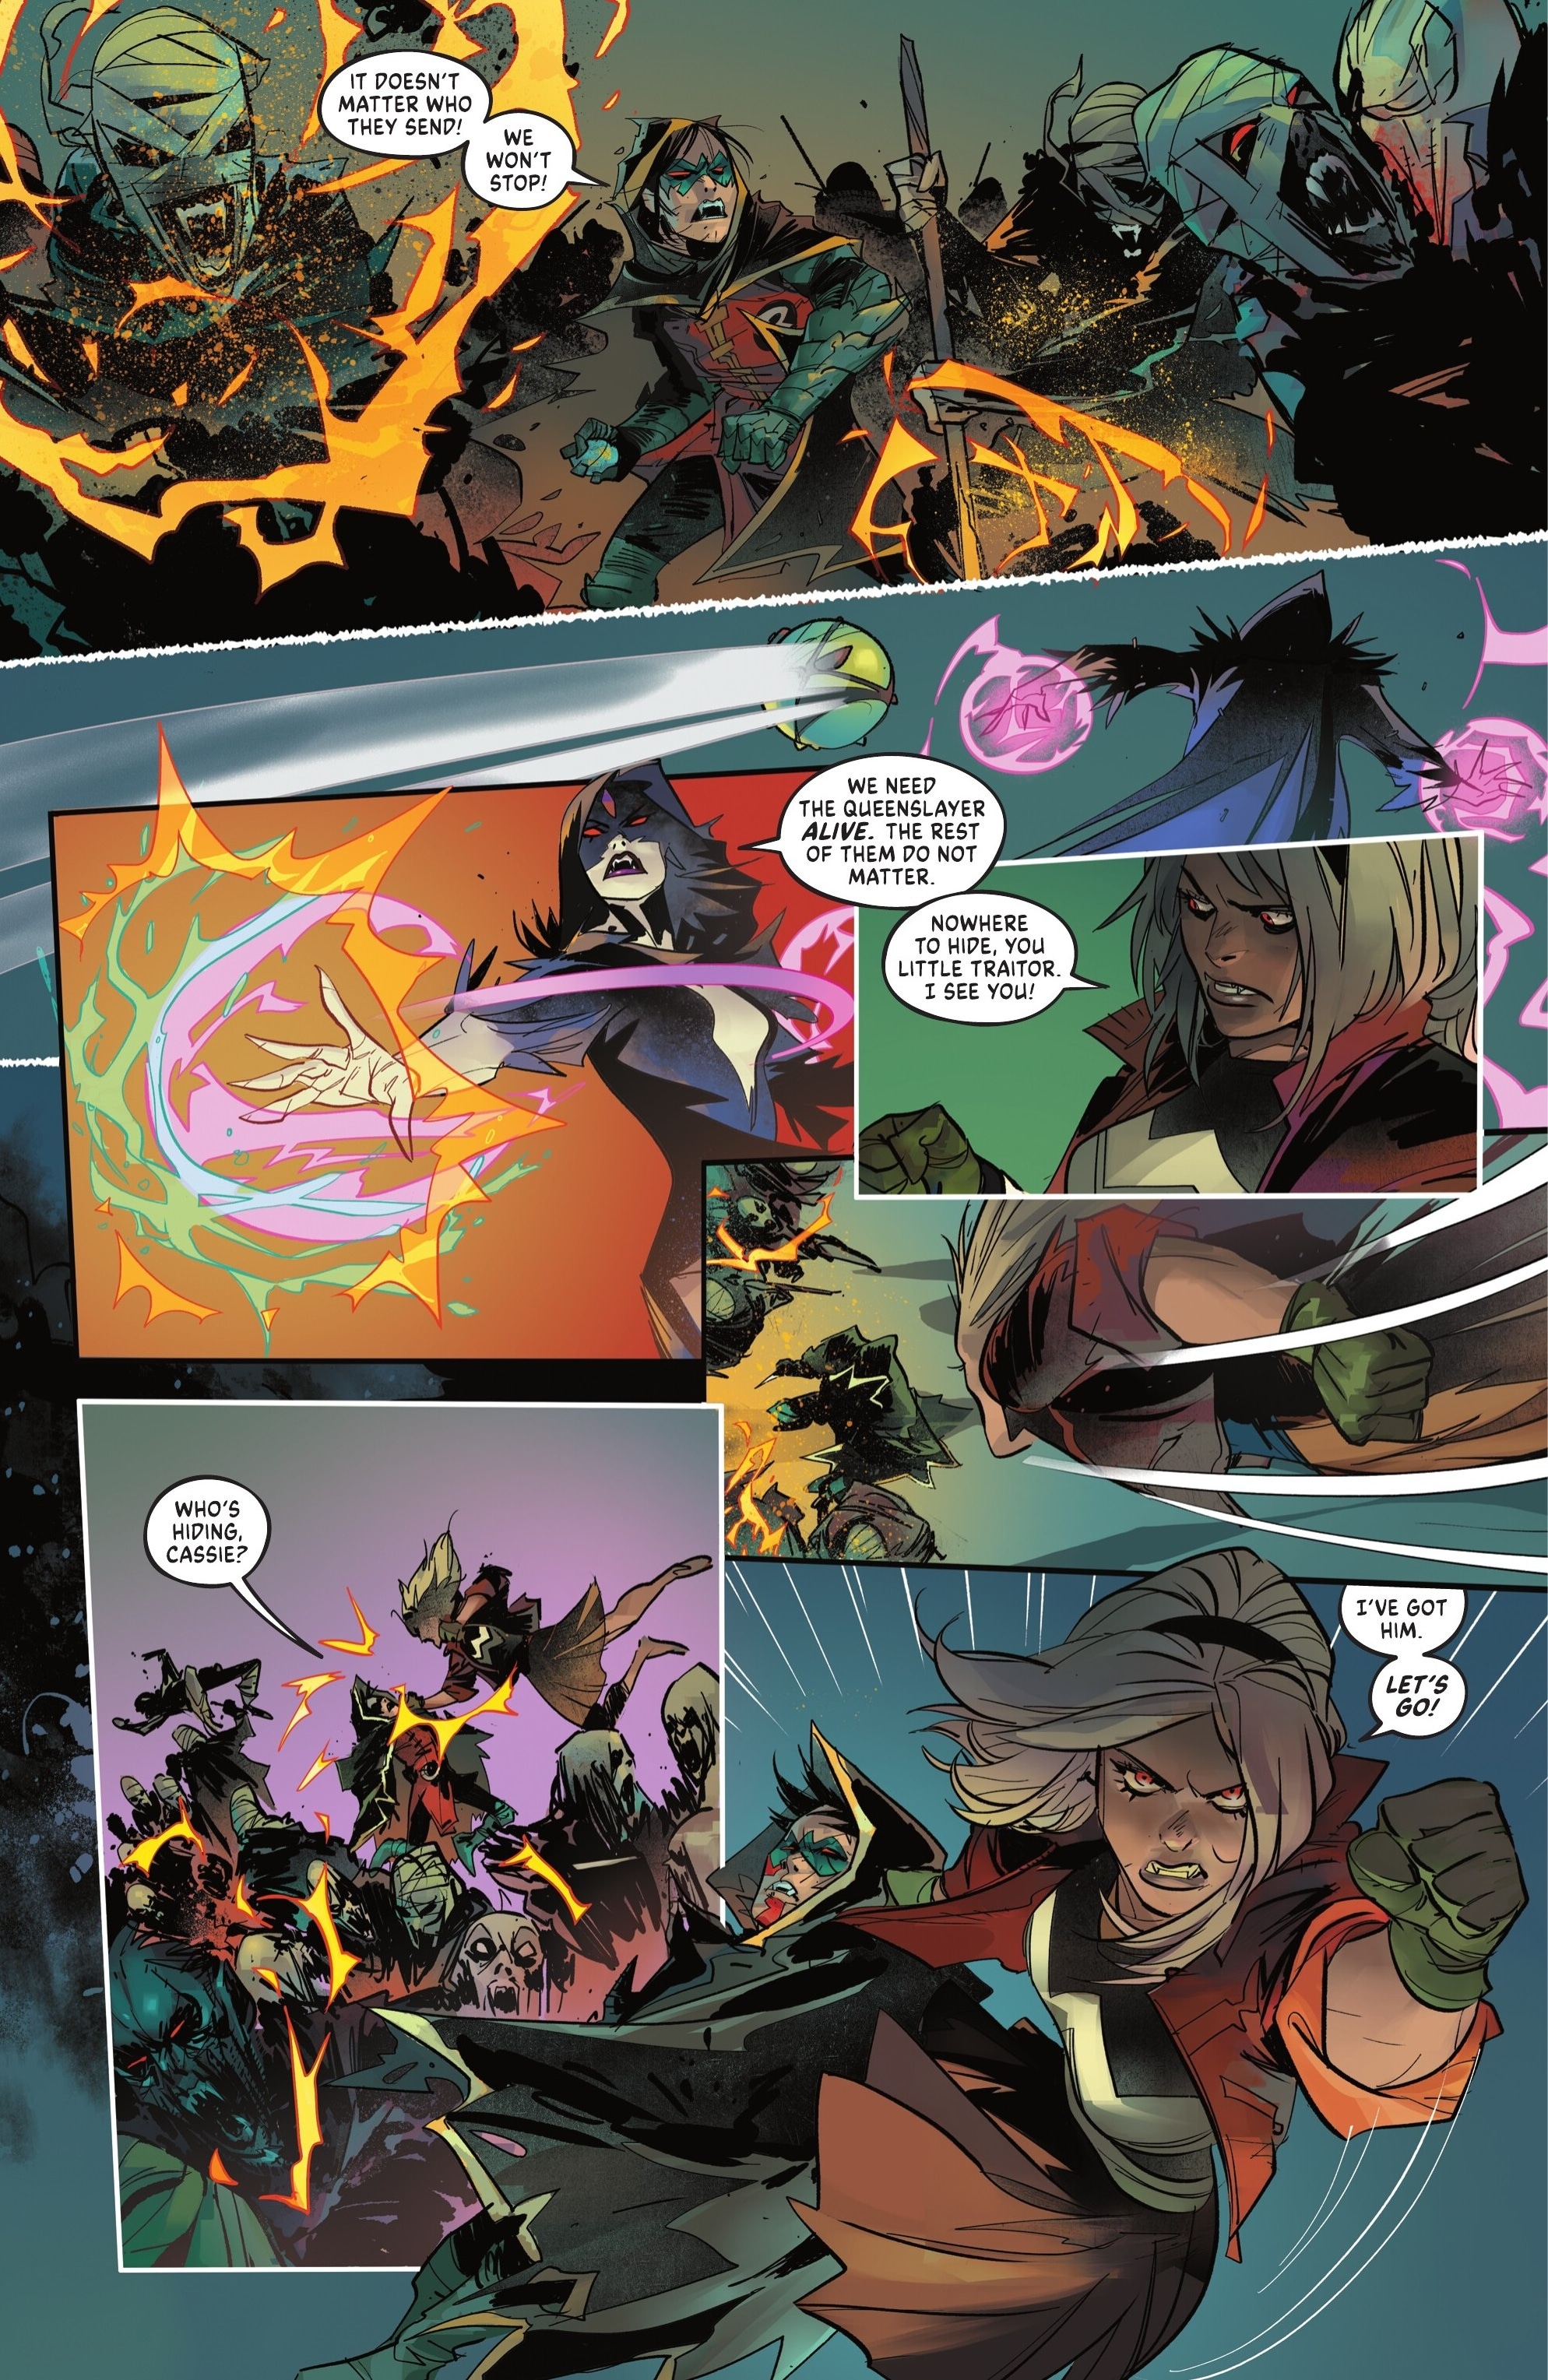 IT DOESN'T
MATTER WHO
THEY SEND!
WE
WON'T
STOP!
WE NEED
THE QUEENSLAYER
ALIVE. THE REST
OF THEM DO NOT
MATTER.
NOWHERE
TO HIDE, YOU
LITTLE TRAITOR.
I SEE YOU!
WHO'S
HIDING,
CASSIE?
I'VE GOT
HIM.
LET'S
GO!